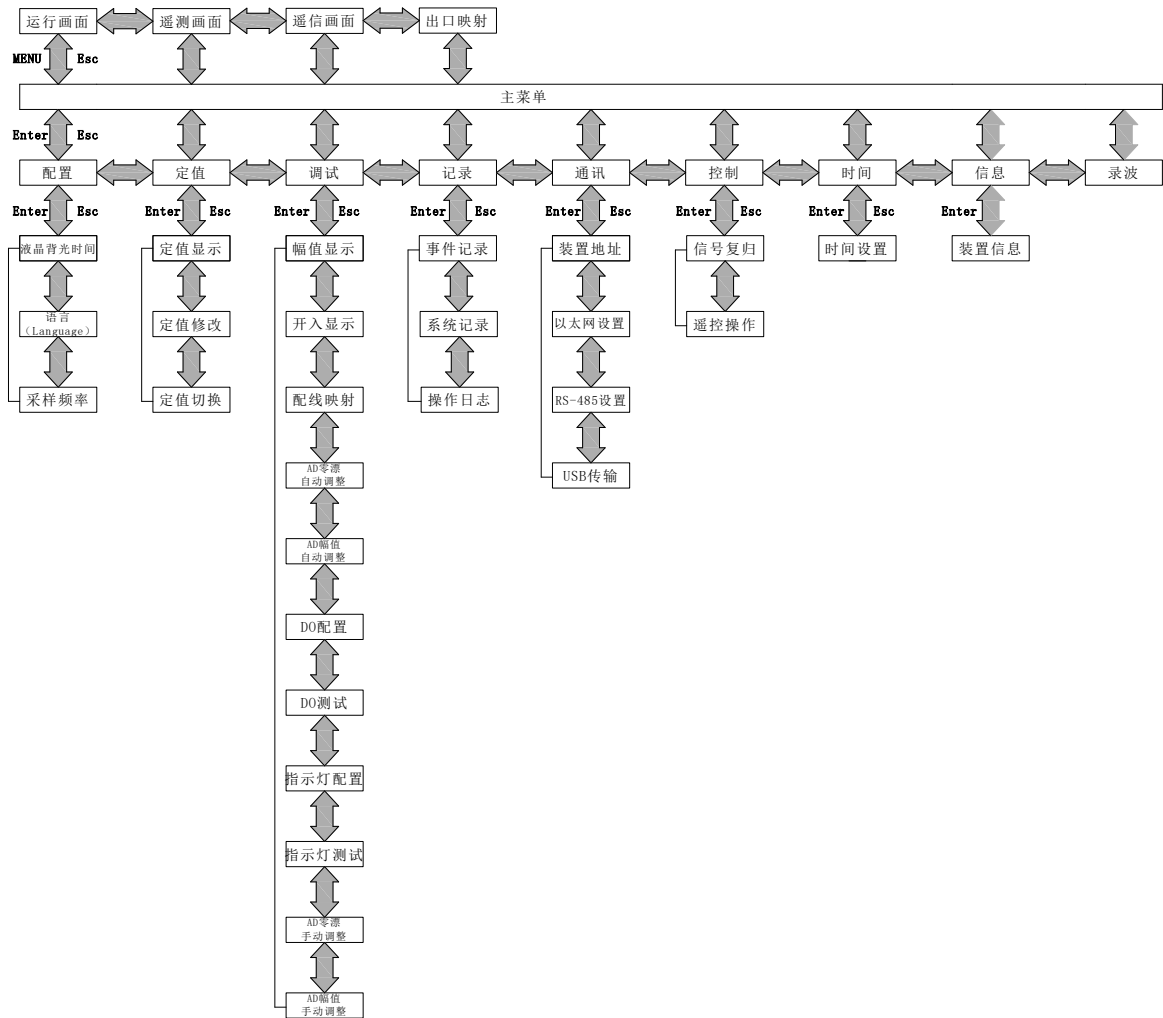 运行画面 遥测画面 遥信画面 出口映射
MENU Esc
主菜单
Enter Esc
配置 定值 调试 记录 通讯 控制 时间 信息 录波
Enter Esc Enter Esc Enter Esc Enter Esc Enter Esc Enter Esc Enter Esc Enter
液晶背光时间 定值显示 幅值显示 事件记录 装置地址 信号复归 时间设置 装置信息
语言
(Language) 定值修改 开入显示 系统记录 以太网设置 遥控操作
采样频率 定值切换 配线映射 操作日志 RS-485设置
AD零漂
自动调整 USB传输
AD幅值
自动调整
DO配置
DO测试
指示灯配置
指示灯测试
AD零漂
手动调整
AD幅值
手动调整